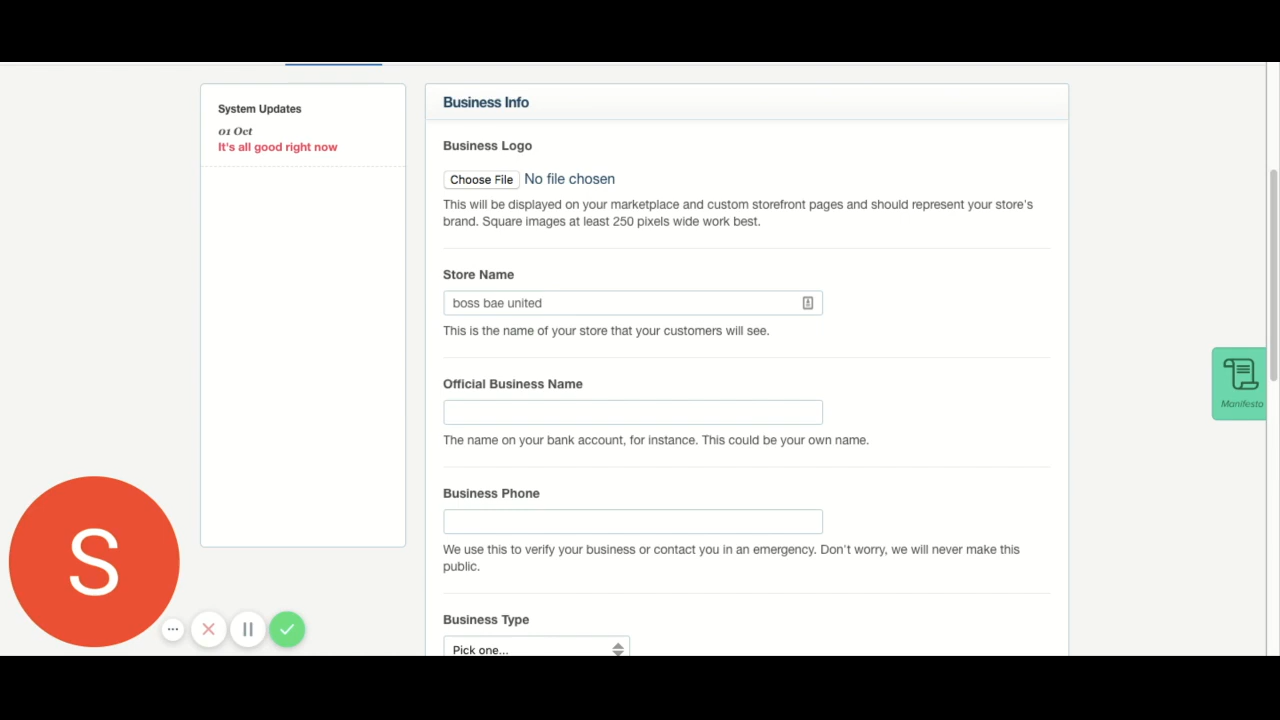 System Updates
01 Oct
It's all good right now
Business Info
Business Logo
Choose File No file chosen
This will be displayed on your marketplace and custom storefront pages and should represent your store's
brand. Square images at least 250 pixels wide work best.
Store Name
boss bae united
This is the name of your store that your customers will see.
Official Business Name
The name on your bank account, for instance. This could be your own name.
Business Phone
We use this to verify your business or contact you in an emergency. Don't worry, we will never make this
public.
Business Type
Pick one...
Manifesto
S